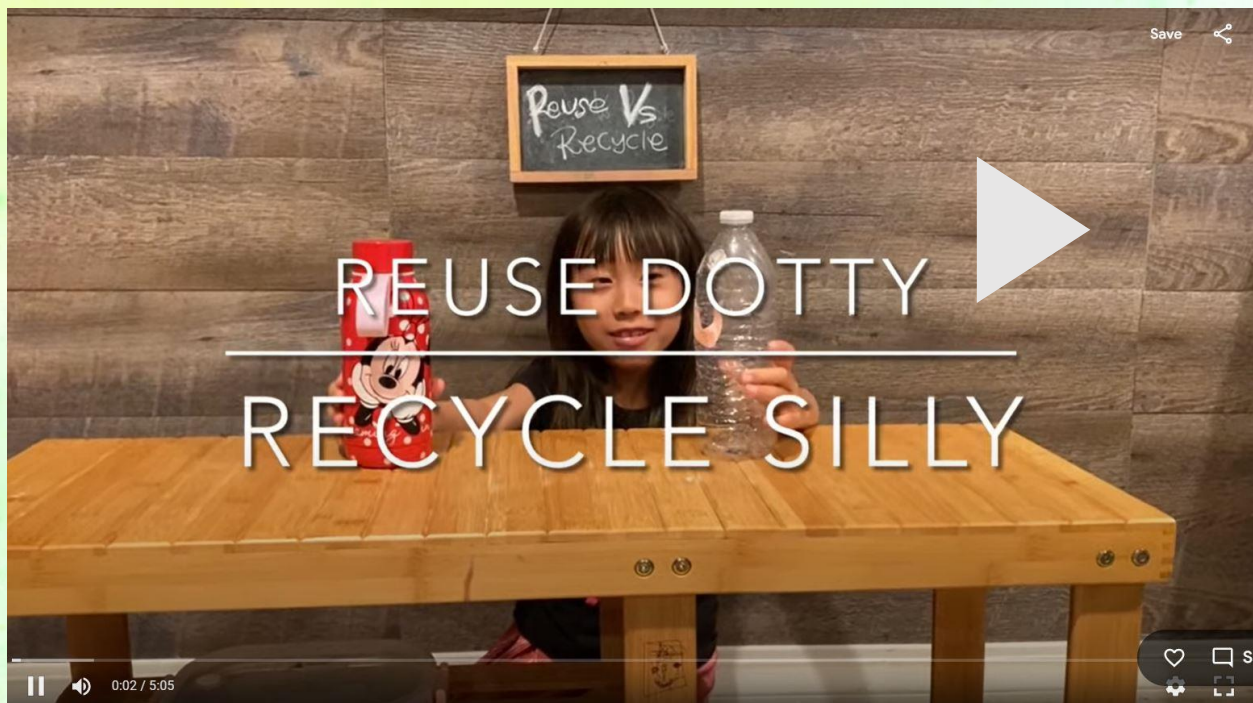 Save
Reuse Vs
Recycle
REUSE DOTTY
RECYCLE SILLY
0:02 / 5:05